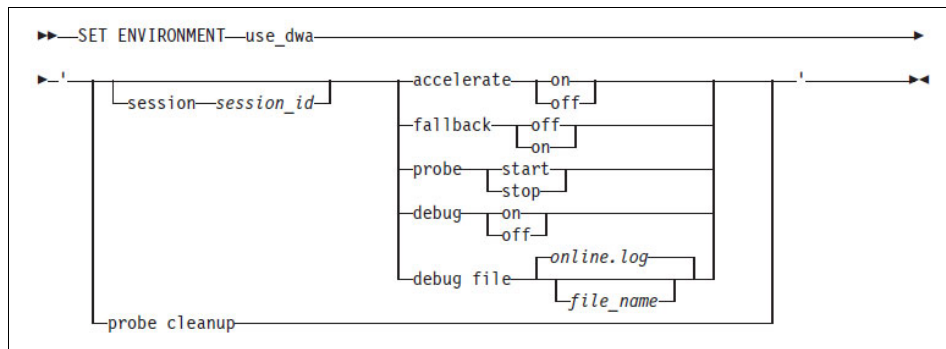 SET ENVIRONMENT use_dwa
' accelerate on '
session session_id off
fallback off
on
probe start
stop
debug on
off
online.log
debug file
file_name
probe cleanup